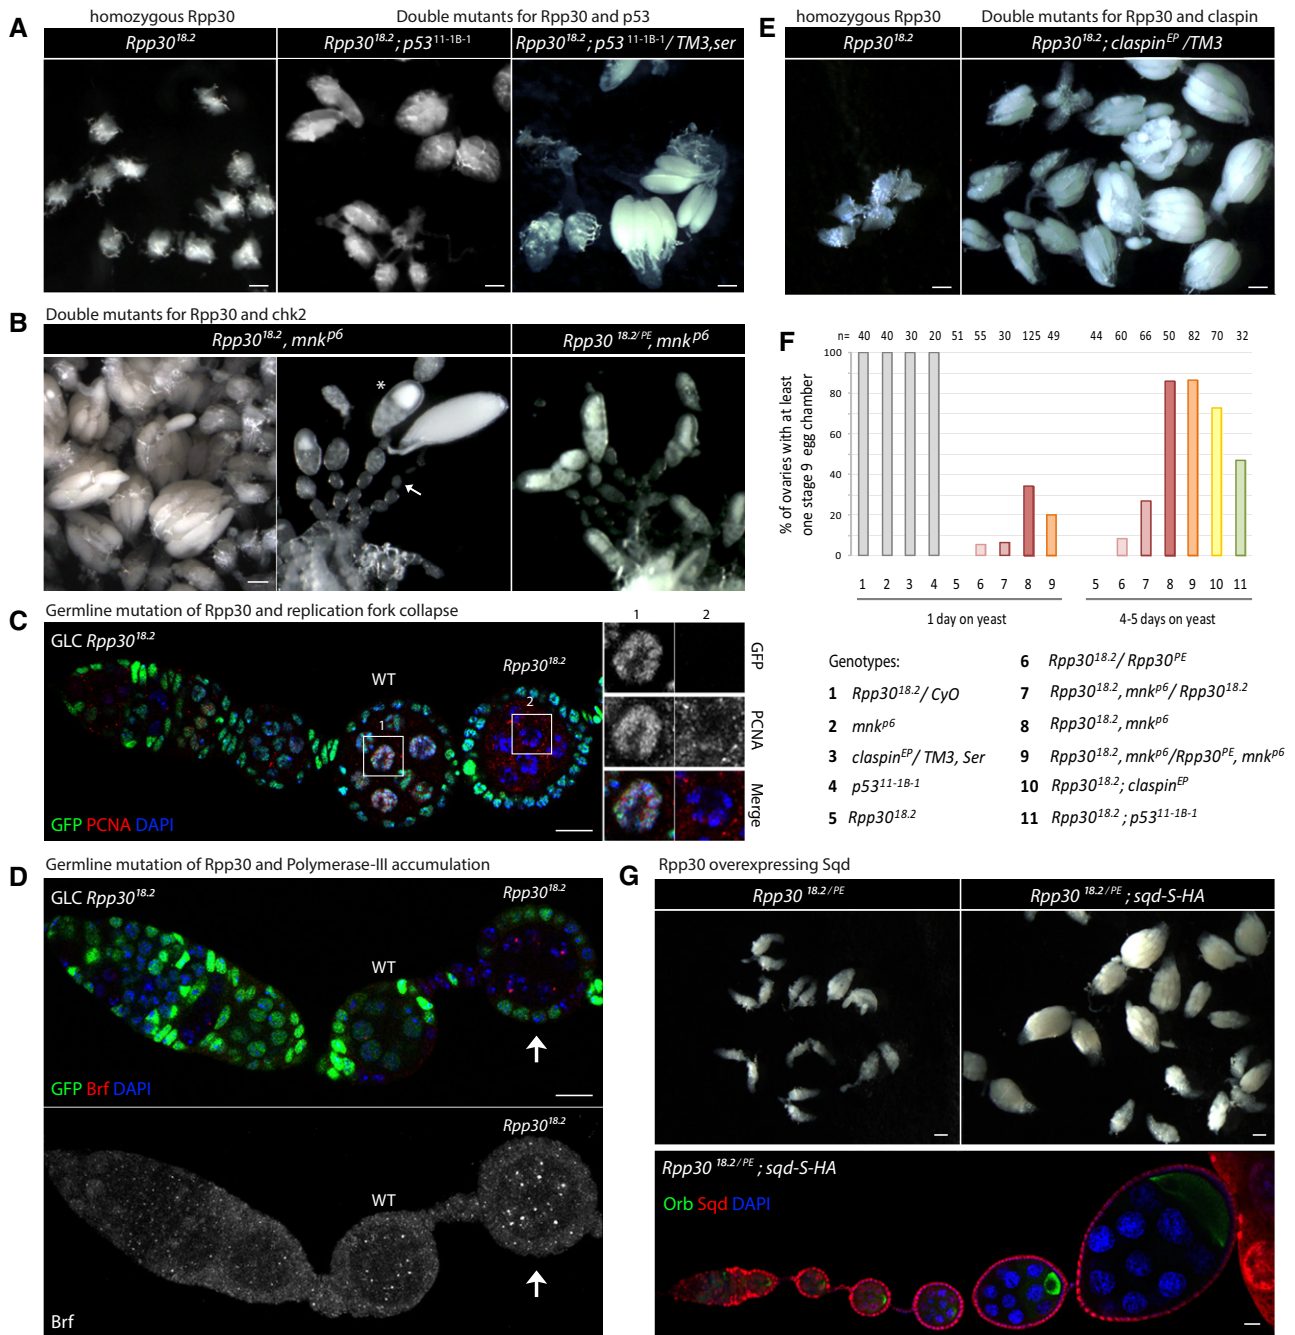 A
homozygous Rpp30
Double mutants for Rpp30 and p53
Rpp30^18.2
Rpp30^18.2; p53^11-1B-1
Rpp30^18.2; p53^11-1B-1/TM3,ser
E
homozygous Rpp30
Double mutants for Rpp30 and claspin
Rpp30^18.2
Rpp30^18.2; claspin^EP/TM3
B
Double mutants for Rpp30 and chk2
Rpp30^18.2, mnk^p6
Rpp30^18.2/PE, mnk^p6
*
F
n= 40 40 30 20 51 55 30 125 49 44 60 66 50 82 70 32
% of ovaries with at least
one stage 9 egg chamber
100
80
60
40
20
0
1 2 3 4 5 6 7 8 9 5 6 7 8 9 10 11
1 day on yeast
4-5 days on yeast
Genotypes:
1 Rpp30^18.2/CyO
2 mnk^p6
3 claspin^EP/TM3, Ser
4 p53^11-1B-1
5 Rpp30^18.2
6 Rpp30^18.2/Rpp30^PE
7 Rpp30^18.2, mnk^p6/Rpp30^18.2
8 Rpp30^18.2, mnk^p6
9 Rpp30^18.2, mnk^p6/Rpp30^PE, mnk^p6
10 Rpp30^18.2; claspin^EP
11 Rpp30^18.2; p53^11-1B-1
C
Germline mutation of Rpp30 and replication fork collapse
GLC Rpp30^18.2
WT
Rpp30^18.2
1
2
GFP PCNA DAPI
1
2
GFP
PCNA
Merge
D
Germline mutation of Rpp30 and Polymerase-III accumulation
GLC Rpp30^18.2
WT
Rpp30^18.2
GFP Brf DAPI
Rpp30^18.2
WT
Brf
G
Rpp30 overexpressing Sqd
Rpp30^18.2/PE
Rpp30^18.2/PE; sqd-S-HA
Rpp30^18.2/PE; sqd-S-HA
Orb Sqd DAPI